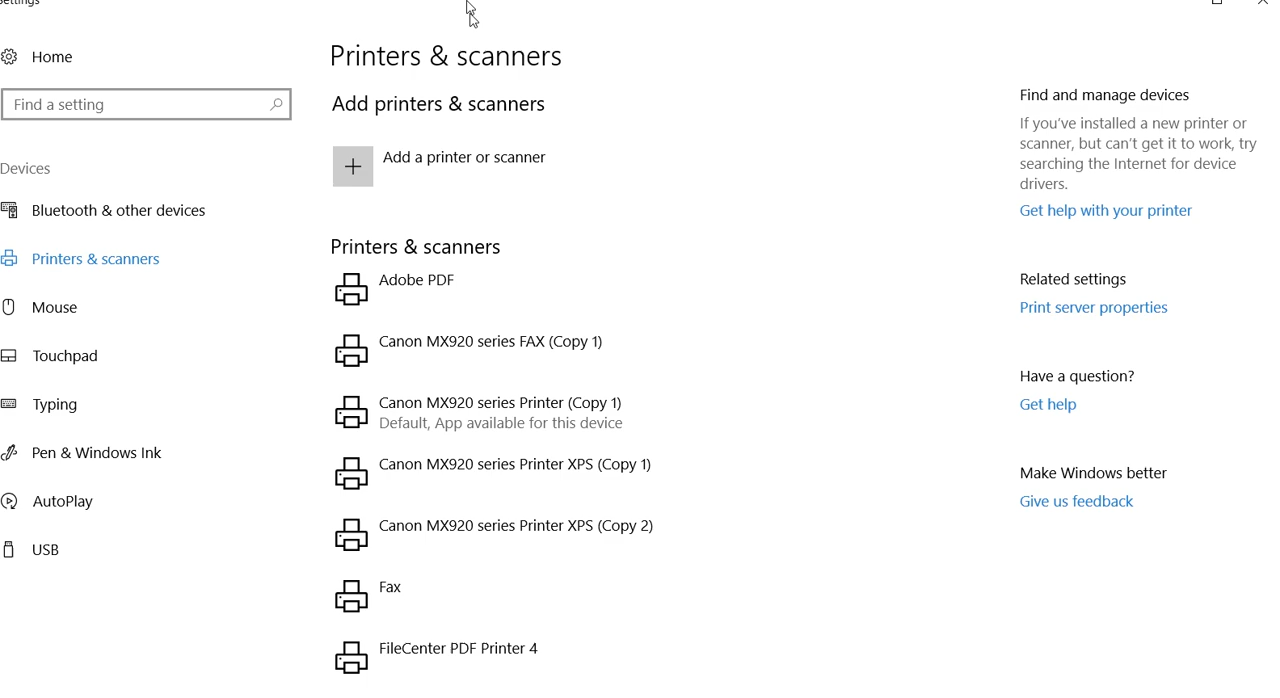 Settings
Home
Find a setting
Devices
Bluetooth & other devices
Printers & scanners
Mouse
Touchpad
Typing
Pen & Windows Ink
AutoPlay
USB
Printers & scanners
Add printers & scanners
Add a printer or scanner
Printers & scanners
Adobe PDF
Canon MX920 series FAX (Copy 1)
Canon MX920 series Printer (Copy 1)
Default, App available for this device
Canon MX920 series Printer XPS (Copy 1)
Canon MX920 series Printer XPS (Copy 2)
Fax
FileCenter PDF Printer 4
Find and manage devices
If you've installed a new printer or
scanner, but can't get it to work, try
searching the Internet for device
drivers.
Get help with your printer
Related settings
Print server properties
Have a question?
Get help
Make Windows better
Give us feedback